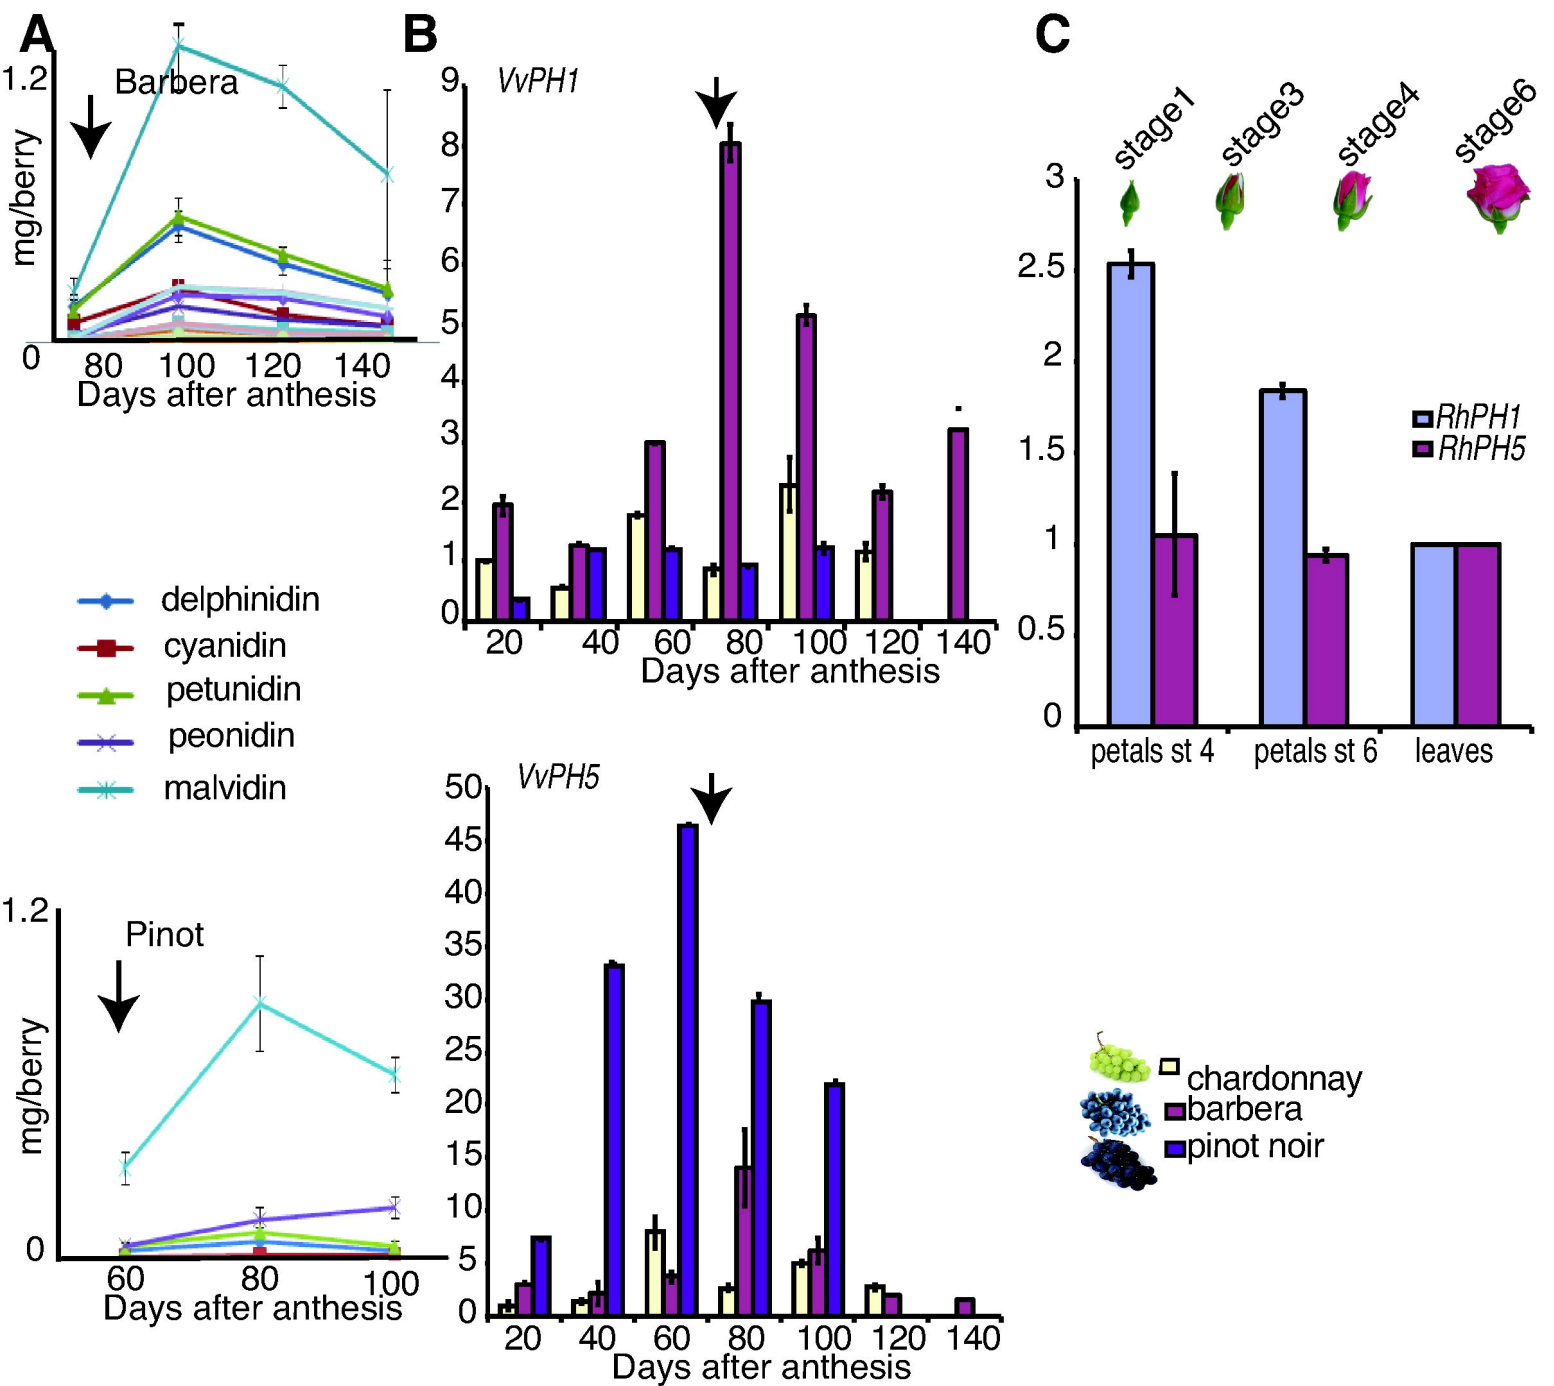 A
1.2
Barbera
mg/berry
0
80 100 120 140
Days after anthesis
delphinidin
cyanidin
petunidin
peonidin
malvidin
1.2
Pinot
mg/berry
0
60 80 100
Days after anthesis
B
VvPH1
9
8
7
6
5
4
3
2
1
0
20 40 60 80 100 120 140
Days after anthesis
VvPH5
50
45
40
35
30
25
20
15
10
5
0
20 40 60 80 100 120 140
Days after anthesis
C
stage1 stage3 stage4 stage6
3
2.5
2
1.5
1
0.5
0
RhPH1
RhPH5
petals st 4 petals st 6 leaves
chardonnay
barbera
pinot noir